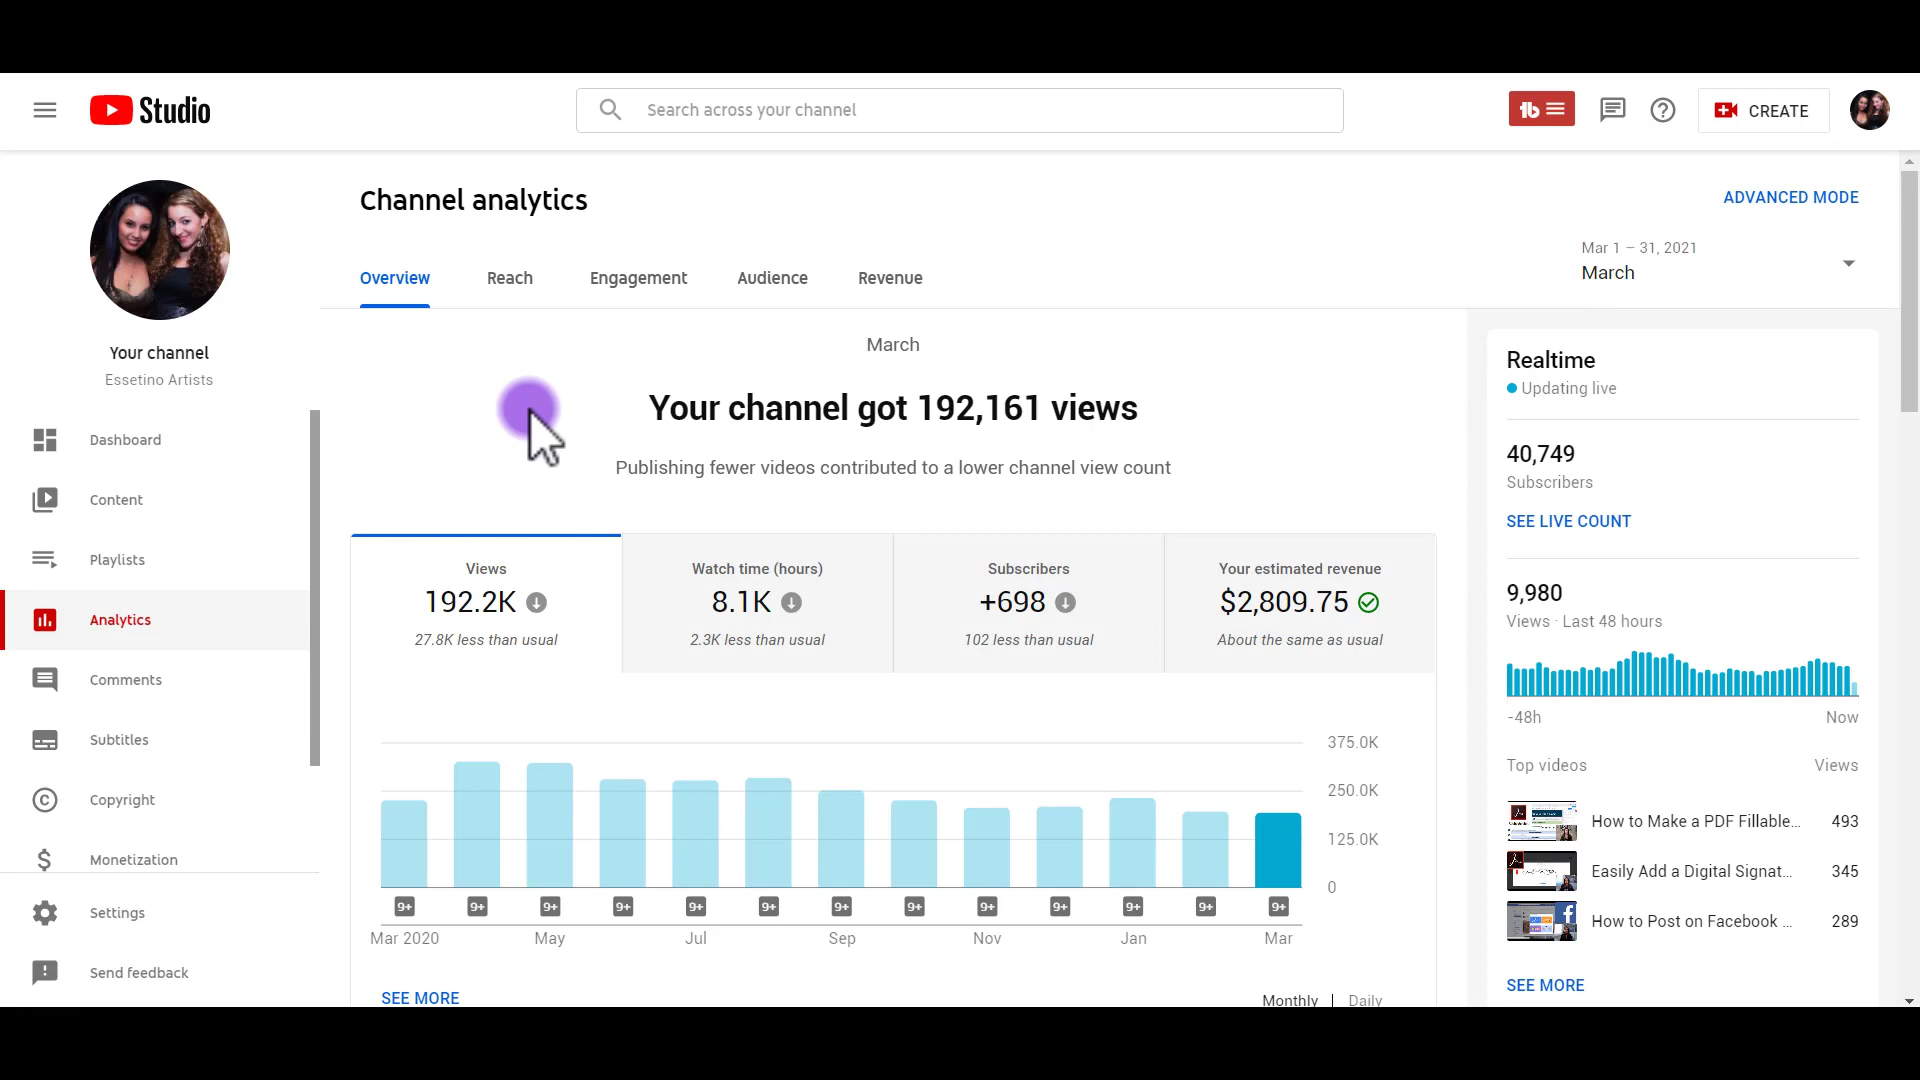 Studio
Search across your channel
CREATE
Your channel
Essetino Artists
Dashboard
Content
Playlists
Analytics
Comments
Subtitles
Copyright
Monetization
Settings
Send feedback
Channel analytics
ADVANCED MODE
Overview
Reach
Engagement
Audience
Revenue
Mar 1 – 31, 2021
March
March
Your channel got 192,161 views
Publishing fewer videos contributed to a lower channel view count
Views
192.2K
27.8K less than usual
Watch time (hours)
8.1K
2.3K less than usual
Subscribers
+698
102 less than usual
Your estimated revenue
$2,809.75
About the same as usual
375.0K
250.0K
125.0K
0
9+ 9+ 9+ 9+ 9+ 9+ 9+ 9+ 9+ 9+ 9+ 9+ 9+
Mar 2020 May Jul Sep Nov Jan Mar
SEE MORE
Monthly | Daily
Realtime
Updating live
40,749
Subscribers
SEE LIVE COUNT
9,980
Views · Last 48 hours
-48h Now
Top videos Views
How to Make a PDF Fillable... 493
Easily Add a Digital Signat... 345
How to Post on Facebook ... 289
SEE MORE